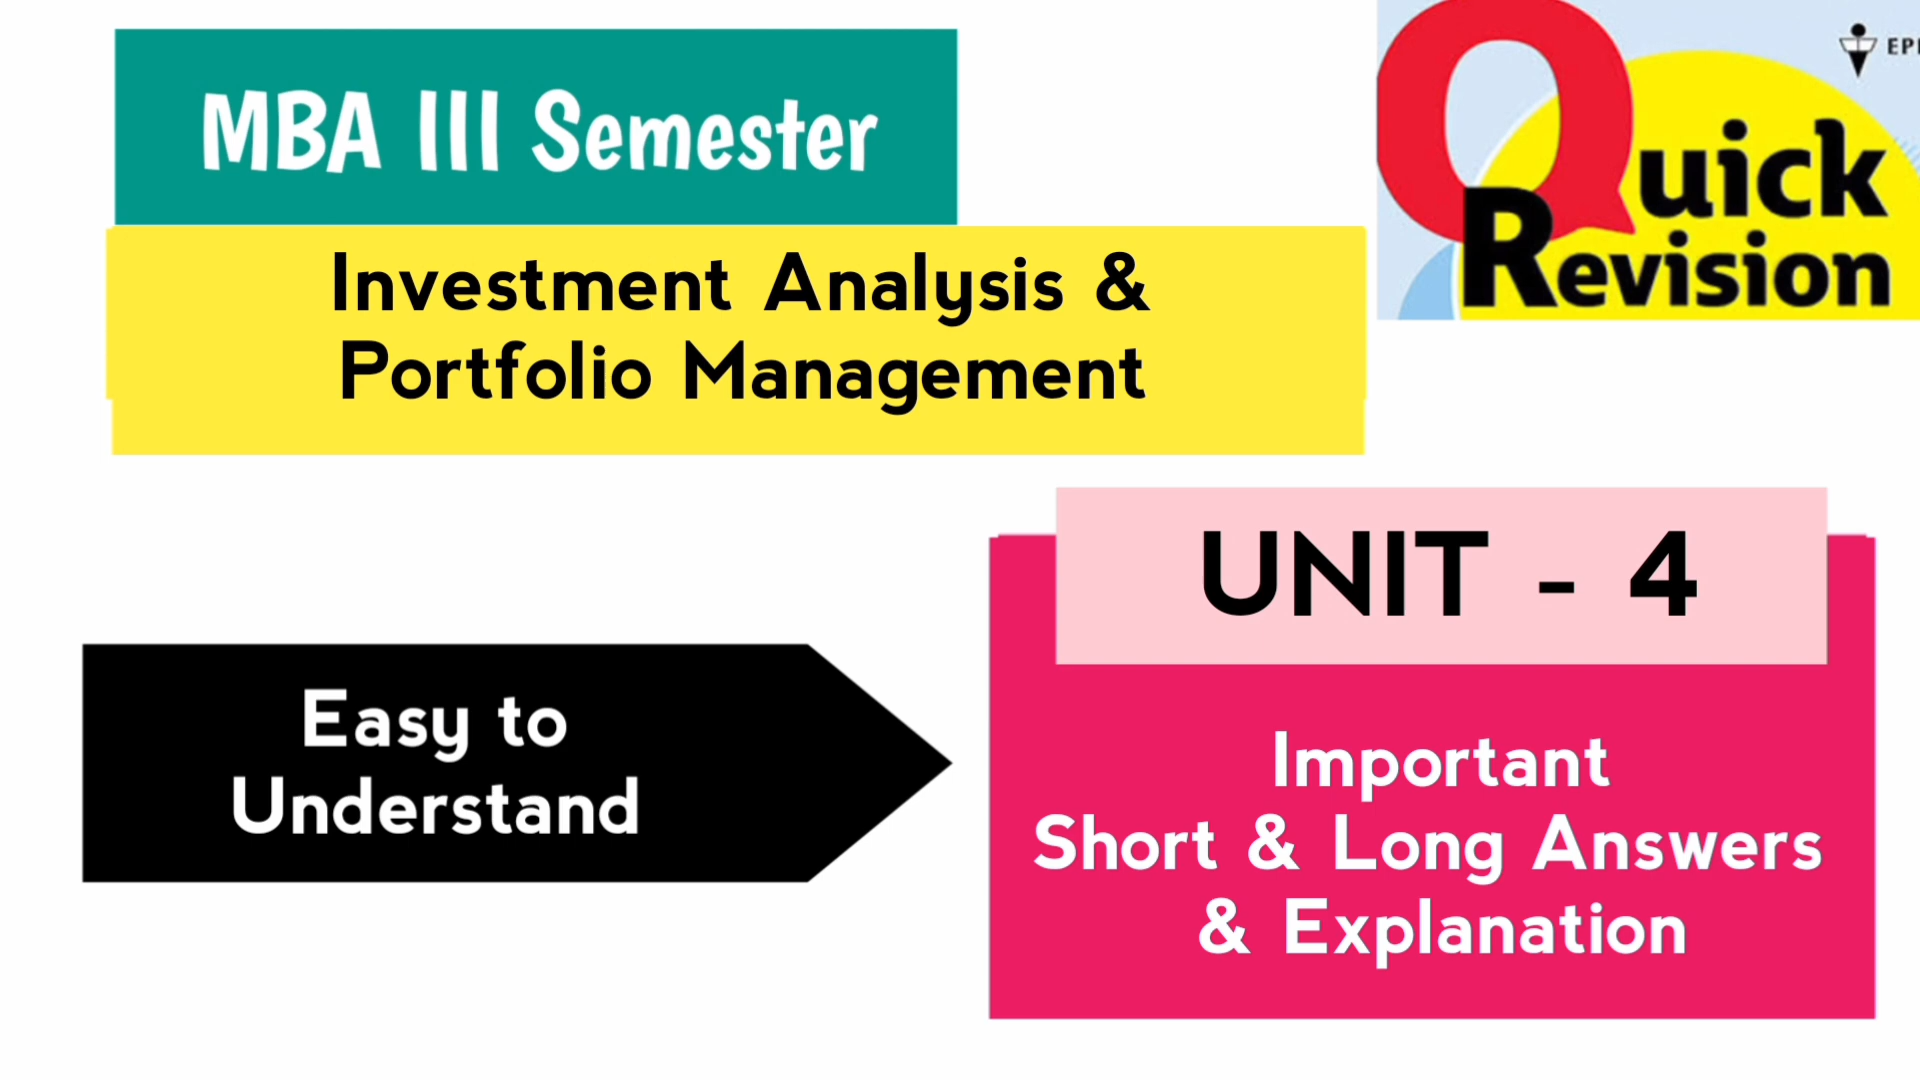 MBA III Semester
Investment Analysis &
Portfolio Management
Quick
Revision
UNIT - 4
Easy to
Understand
Important
Short & Long Answers
& Explanation